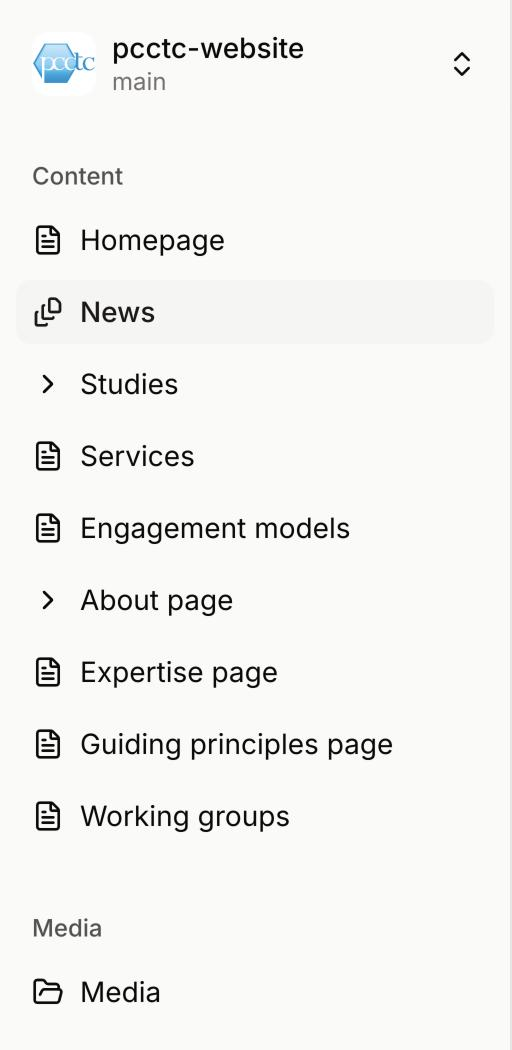 pcctc
pcctc-website
main
Content
Homepage
News
Studies
Services
Engagement models
About page
Expertise page
Guiding principles page
Working groups
Media
Media